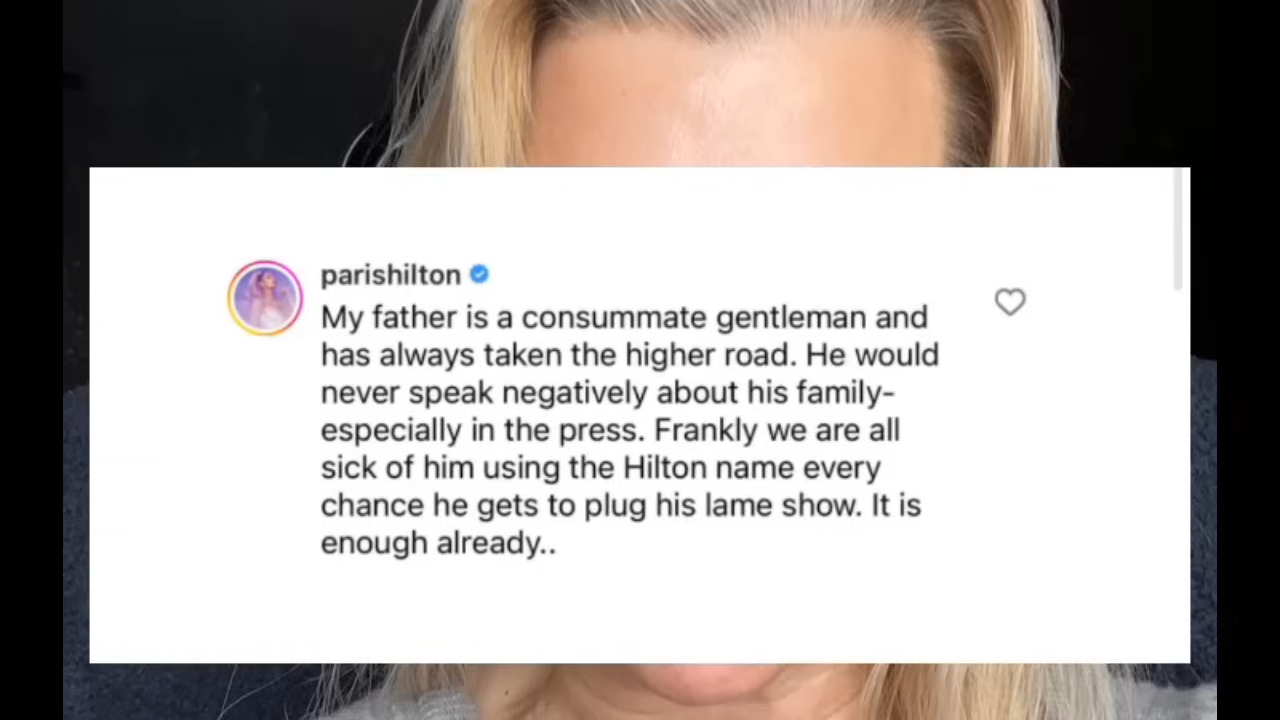 parishilton
My father is a consummate gentleman and
has always taken the higher road. He would
never speak negatively about his family-
especially in the press. Frankly we are all
sick of him using the Hilton name every
chance he gets to plug his lame show. It is
enough already..